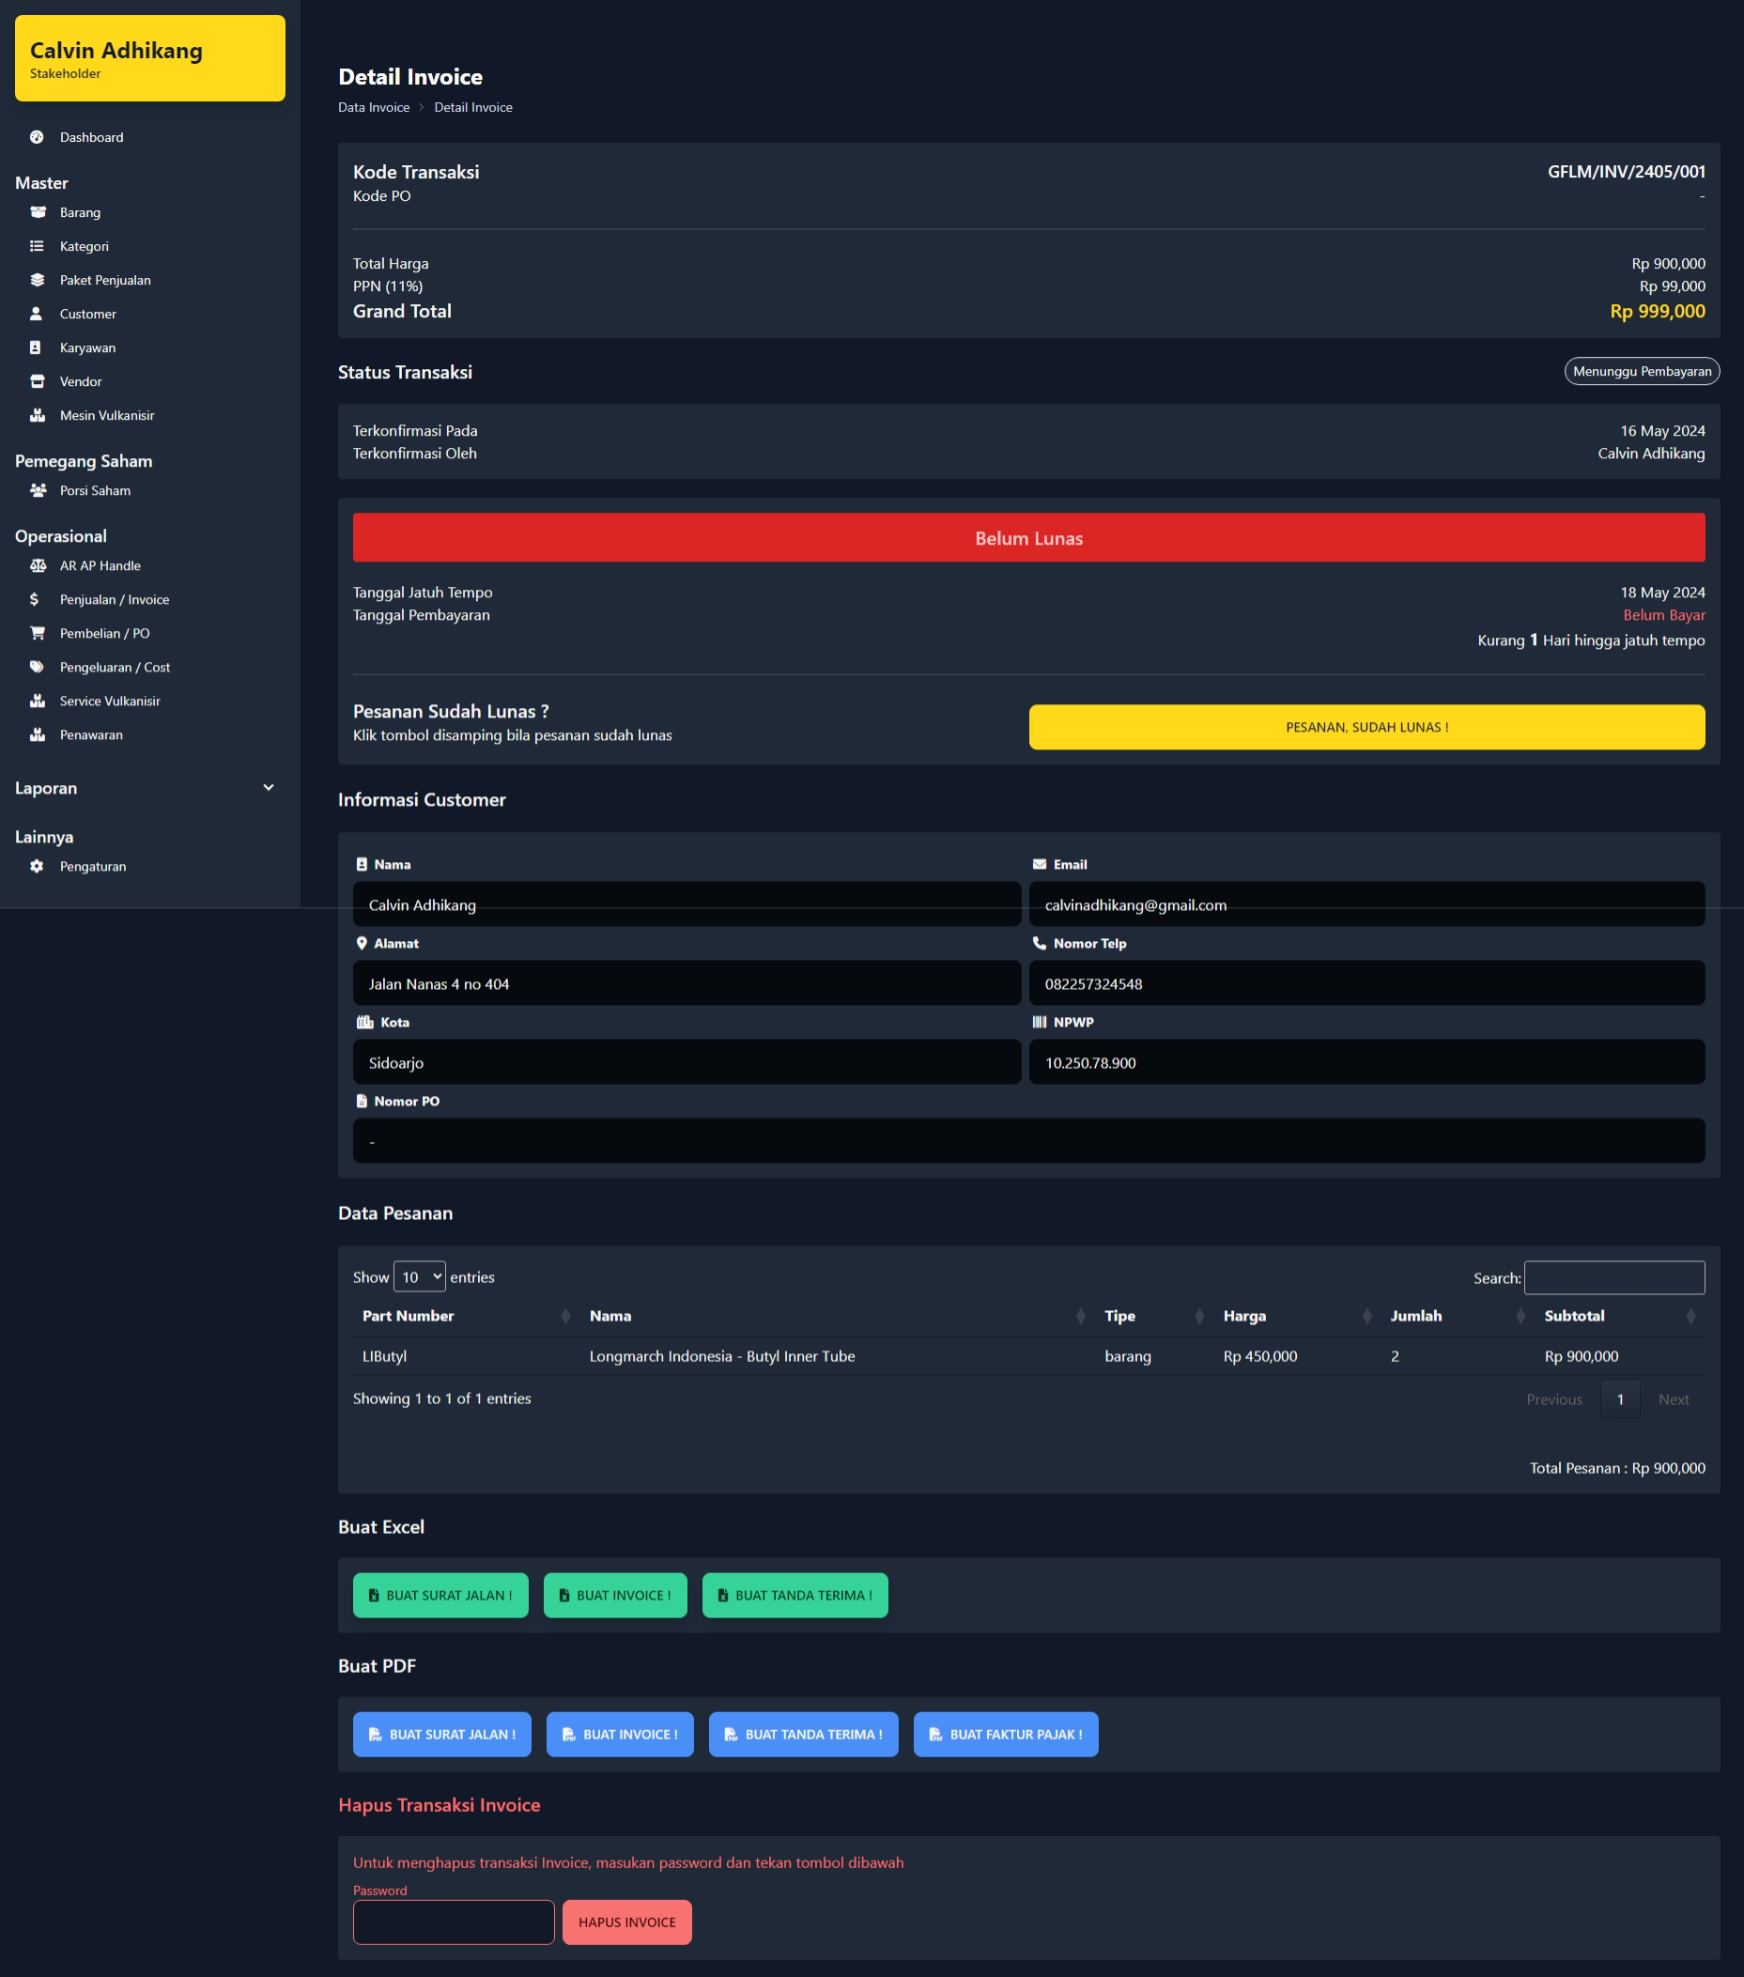 Calvin Adhikang
Stakeholder
Dashboard
Master
Barang
Kategori
Paket Penjualan
Customer
Karyawan
Vendor
Mesin Vulkanisir
Pemegang Saham
Porsi Saham
Operasional
AR AP Handle
Penjualan / Invoice
Pembelian / PO
Pengeluaran / Cost
Service Vulkanisir
Penawaran
Laporan
Lainnya
Pengaturan
Detail Invoice
Data Invoice > Detail Invoice
Kode Transaksi GFLM/INV/2405/001
Kode PO -
Total Harga Rp 900,000
PPN (11%) Rp 99,000
Grand Total Rp 999,000
Status Transaksi Menunggu Pembayaran
Terkonfirmasi Pada 16 May 2024
Terkonfirmasi Oleh Calvin Adhikang
Belum Lunas
Tanggal Jatuh Tempo 18 May 2024
Tanggal Pembayaran Belum Bayar
Kurang 1 Hari hingga jatuh tempo
Pesanan Sudah Lunas ?
Klik tombol disamping bila pesanan sudah lunas
PESANAN, SUDAH LUNAS !
Informasi Customer
Nama Email
Calvin Adhikang calvinadhikang@gmail.com
Alamat Nomor Telp
Jalan Nanas 4 no 404 082257324548
Kota NPWP
Sidoarjo 10.250.78.900
Nomor PO
-
Data Pesanan
Show 10 entries Search:
Part Number Nama Tipe Harga Jumlah Subtotal
LIButyl Longmarch Indonesia - Butyl Inner Tube barang Rp 450,000 2 Rp 900,000
Showing 1 to 1 of 1 entries Previous 1 Next
Total Pesanan : Rp 900,000
Buat Excel
BUAT SURAT JALAN ! BUAT INVOICE ! BUAT TANDA TERIMA !
Buat PDF
BUAT SURAT JALAN ! BUAT INVOICE ! BUAT TANDA TERIMA ! BUAT FAKTUR PAJAK !
Hapus Transaksi Invoice
Untuk menghapus transaksi Invoice, masukan password dan tekan tombol dibawah
Password
HAPUS INVOICE